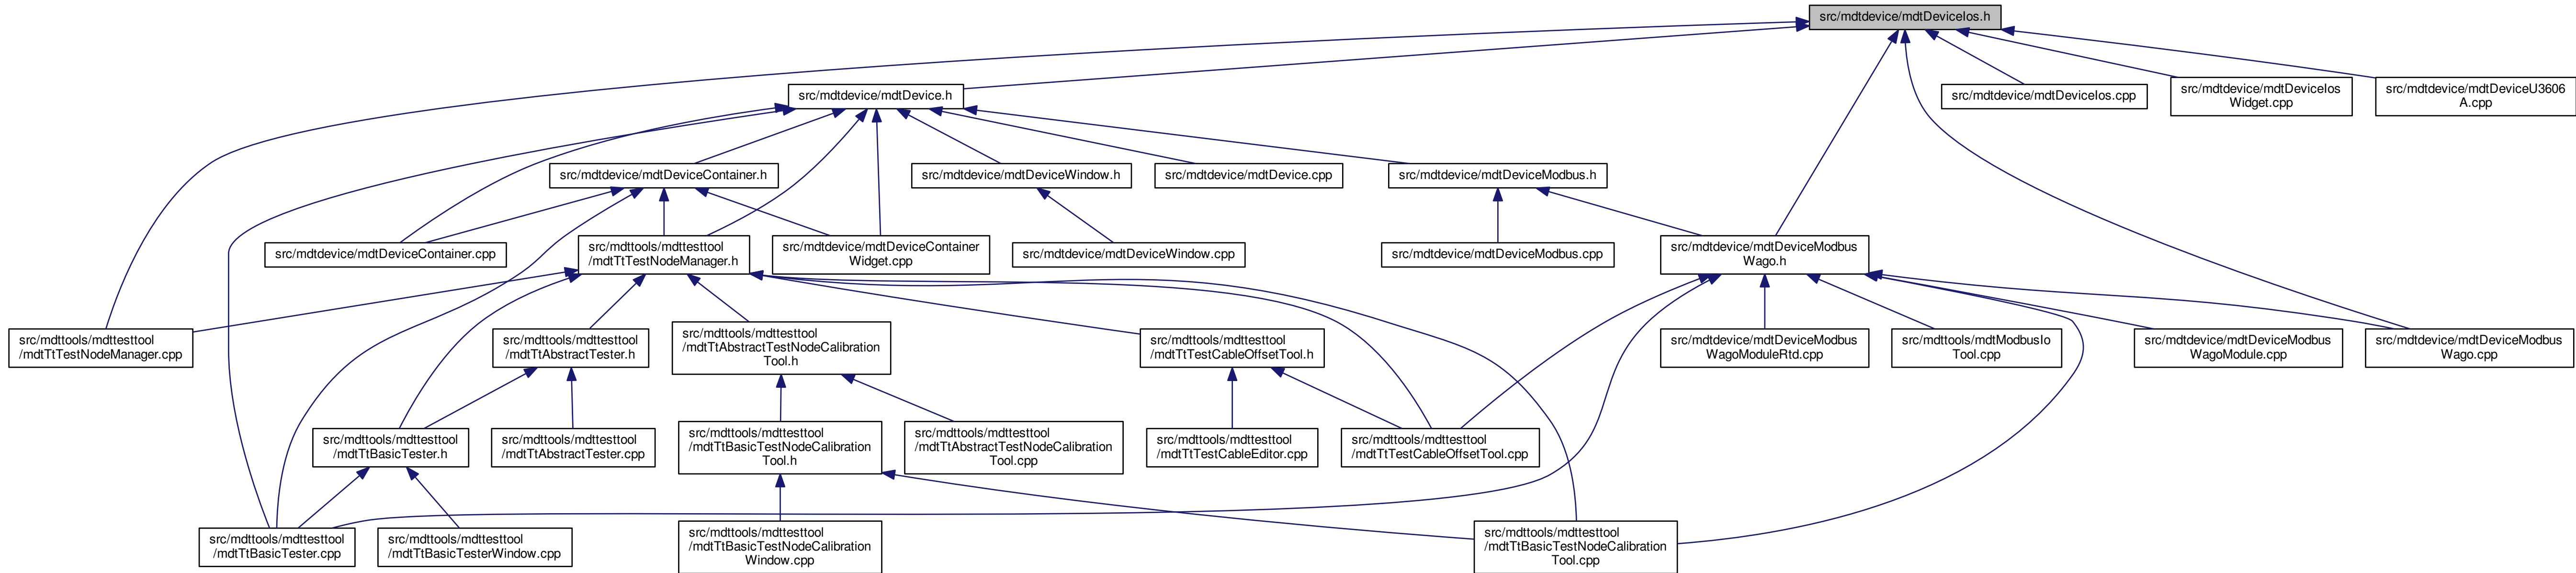 src/mdtdevice/mdtDeviceIos.h
src/mdtdevice/mdtDevice.h
src/mdtdevice/mdtDeviceIos.cpp
src/mdtdevice/mdtDeviceIos
Widget.cpp
src/mdtdevice/mdtDeviceU3606
A.cpp
src/mdtdevice/mdtDeviceContainer.h
src/mdtdevice/mdtDeviceWindow.h
src/mdtdevice/mdtDevice.cpp
src/mdtdevice/mdtDeviceModbus.h
src/mdtdevice/mdtDeviceContainer.cpp
src/mdttools/mdttesttool
/mdtTtTestNodeManager.h
src/mdtdevice/mdtDeviceContainer
Widget.cpp
src/mdtdevice/mdtDeviceWindow.cpp
src/mdtdevice/mdtDeviceModbus.cpp
src/mdtdevice/mdtDeviceModbus
Wago.h
src/mdttools/mdttesttool
/mdtTtTestNodeManager.cpp
src/mdttools/mdttesttool
/mdtTtAbstractTester.h
src/mdttools/mdttesttool
/mdtTtAbstractTestNodeCalibration
Tool.h
src/mdttools/mdttesttool
/mdtTtTestCableOffsetTool.h
src/mdtdevice/mdtDeviceModbus
WagoModuleRtd.cpp
src/mdttools/mdtModbusIo
Tool.cpp
src/mdtdevice/mdtDeviceModbus
WagoModule.cpp
src/mdtdevice/mdtDeviceModbus
Wago.cpp
src/mdttools/mdttesttool
/mdtTtBasicTester.h
src/mdttools/mdttesttool
/mdtTtAbstractTester.cpp
src/mdttools/mdttesttool
/mdtTtBasicTestNodeCalibration
Tool.h
src/mdttools/mdttesttool
/mdtTtAbstractTestNodeCalibration
Tool.cpp
src/mdttools/mdttesttool
/mdtTtTestCableEditor.cpp
src/mdttools/mdttesttool
/mdtTtTestCableOffsetTool.cpp
src/mdttools/mdttesttool
/mdtTtBasicTester.cpp
src/mdttools/mdttesttool
/mdtTtBasicTesterWindow.cpp
src/mdttools/mdttesttool
/mdtTtBasicTestNodeCalibration
Window.cpp
src/mdttools/mdttesttool
/mdtTtBasicTestNodeCalibration
Tool.cpp